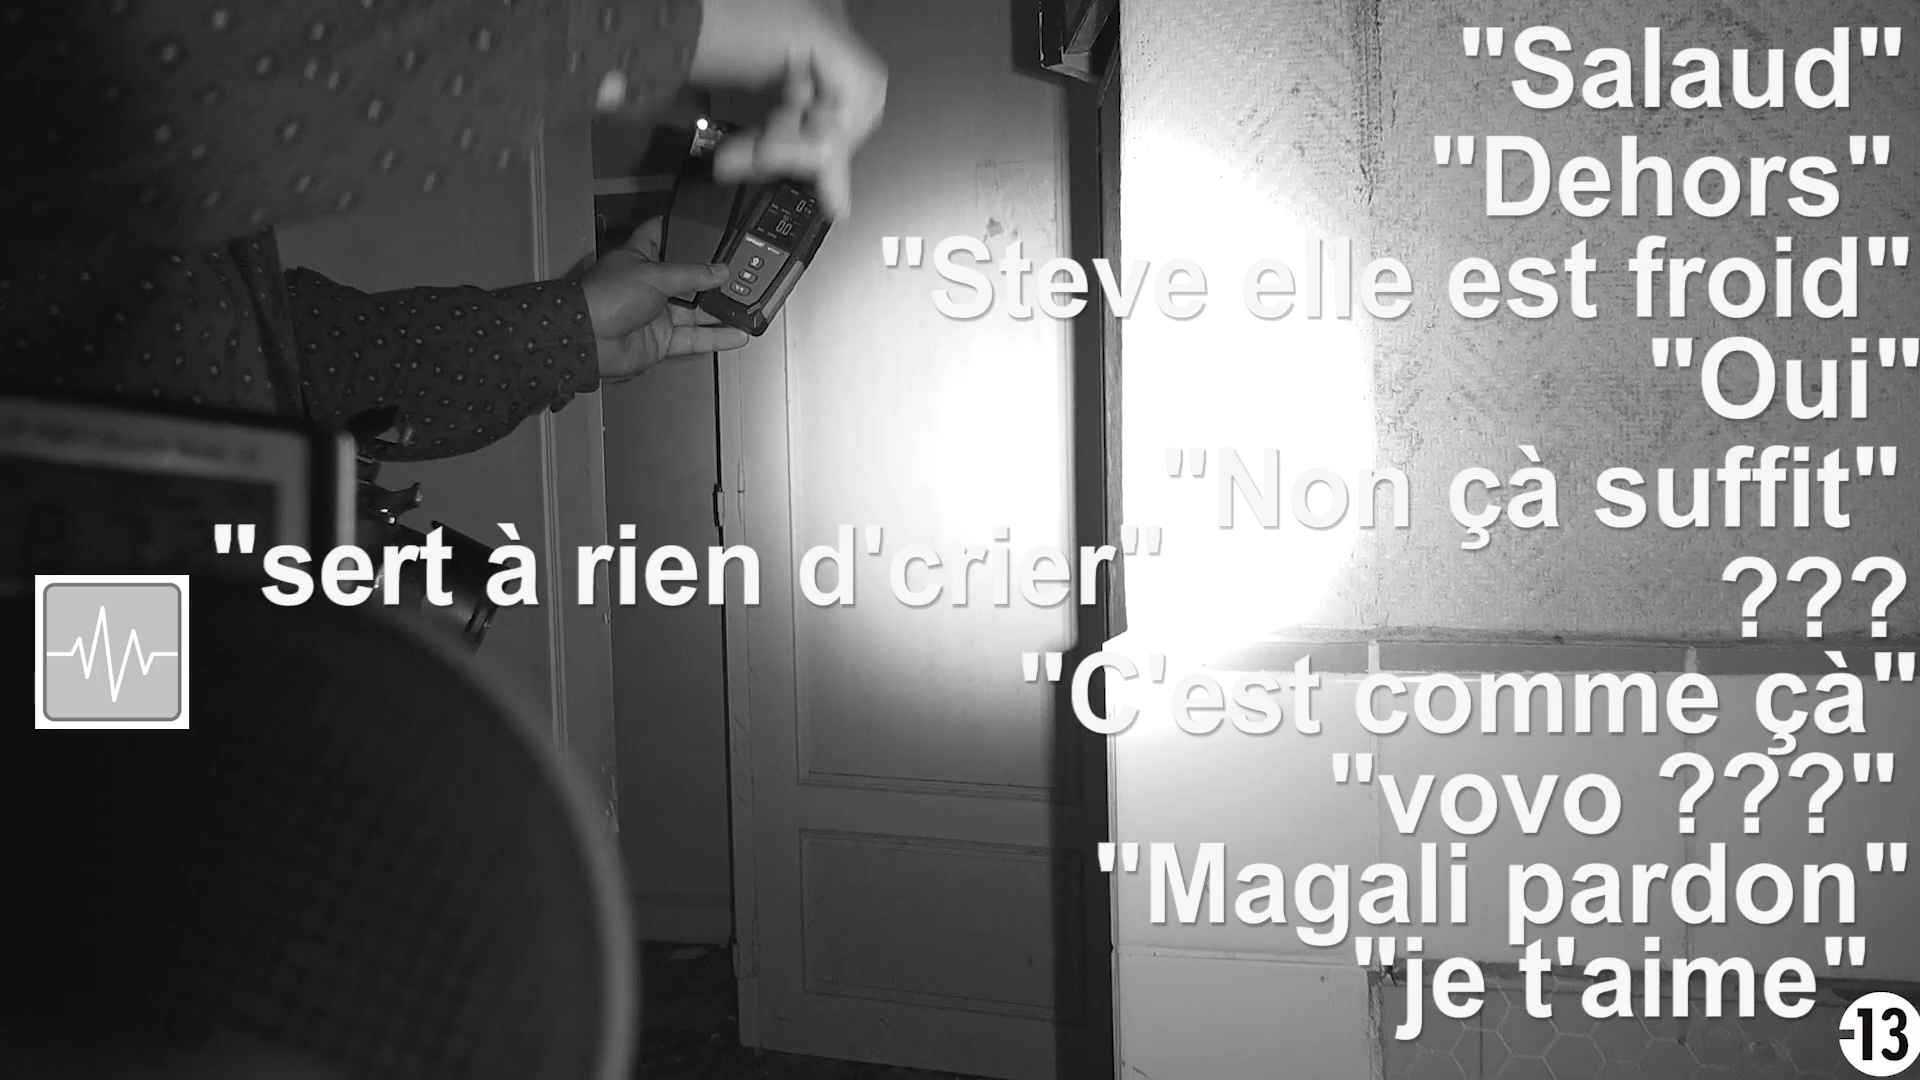 "Salaud"
"Dehors"
"Steve elle est froid"
"Oui"
"Non çà suffit"
"sert à rien d'crier"
???
"C'est comme çà"
"vovo ???"
"Magali pardon"
"je t'aime"
-13